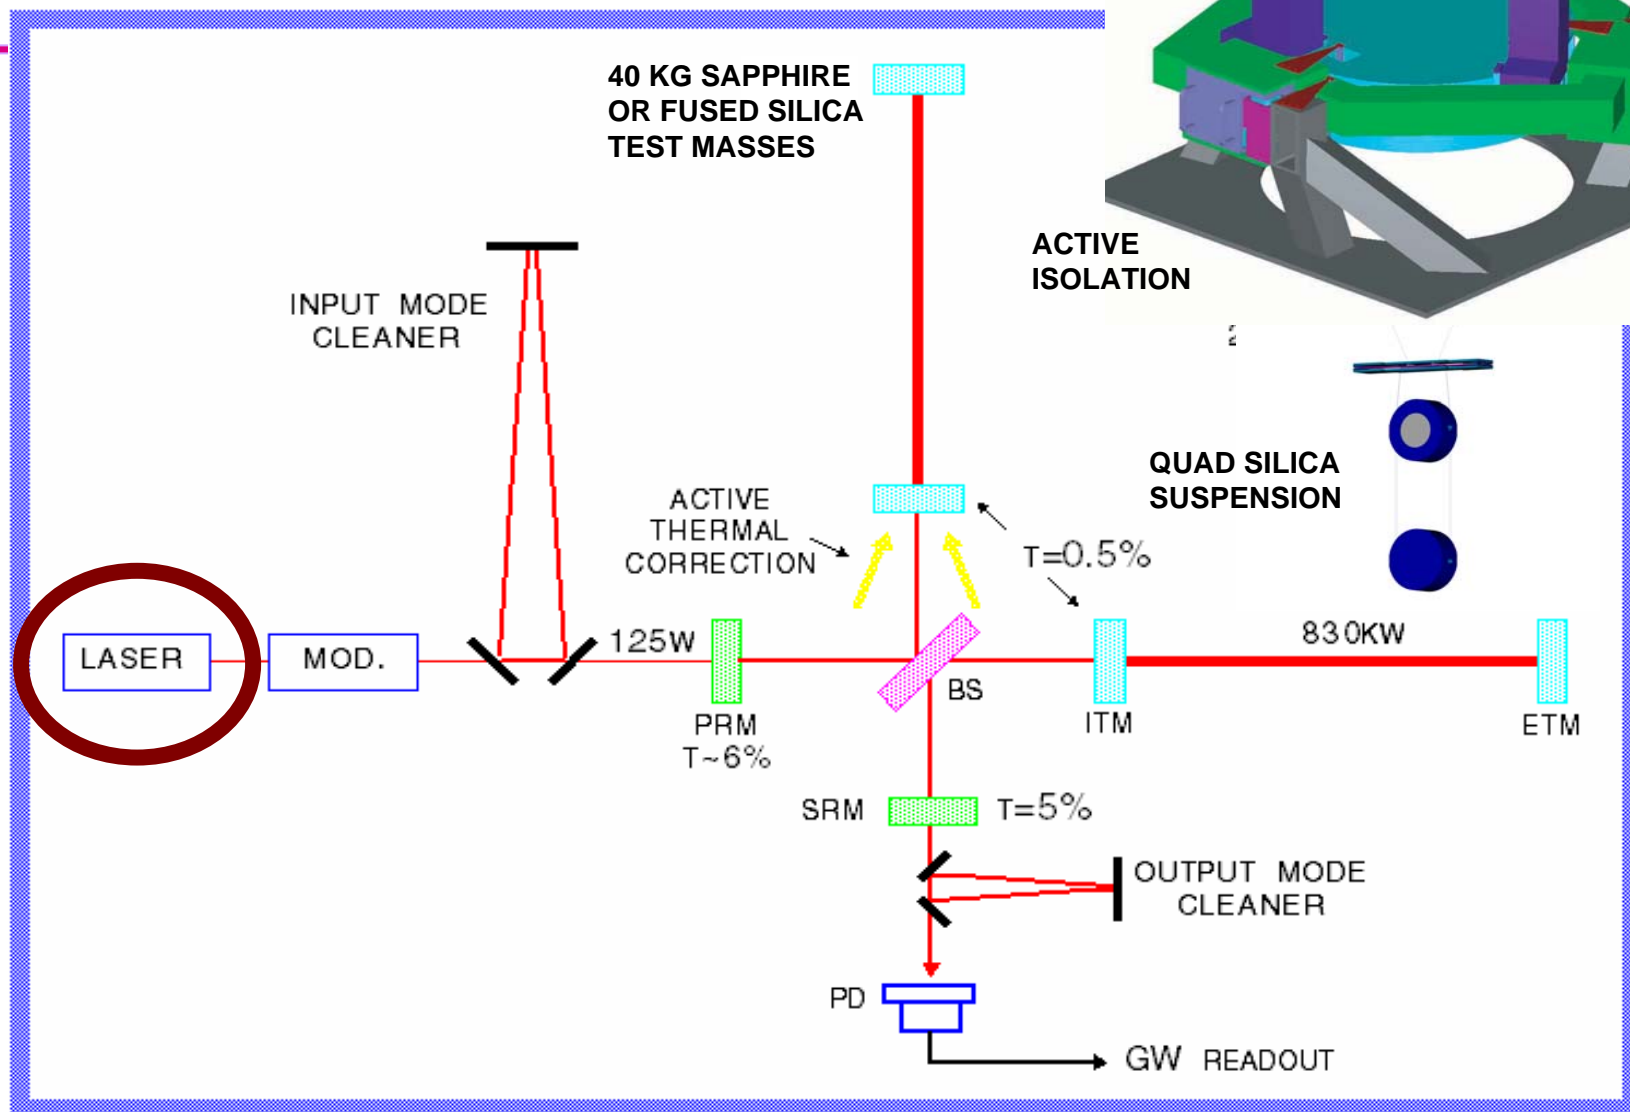 40 KG SAPPHIRE
OR FUSED SILICA
TEST MASSES
ACTIVE
ISOLATION
INPUT MODE
CLEANER
QUAD SILICA
SUSPENSION
ACTIVE
THERMAL
CORRECTION
T=0.5%
LASER
MOD.
125W
830KW
BS
PRM
T~6%
ITM
ETM
SRM
T=5%
OUTPUT MODE
CLEANER
PD
GW READOUT